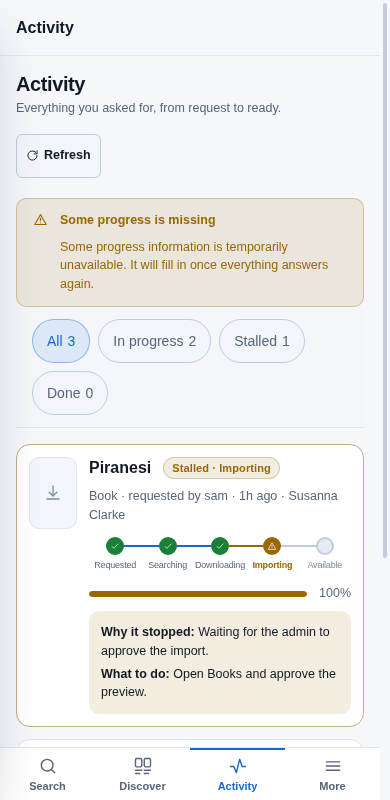 Activity
Activity
Everything you asked for, from request to ready.
Refresh
Some progress is missing
Some progress information is temporarily
unavailable. It will fill in once everything answers
again.
All 3
In progress 2
Stalled 1
Done 0
Piranesi
Stalled · Importing
Book · requested by sam · 1h ago · Susanna
Clarke
Requested
Searching
Downloading
Importing
Available
100%
Why it stopped: Waiting for the admin to
approve the import.
What to do: Open Books and approve the
preview.
Search
Discover
Activity
More